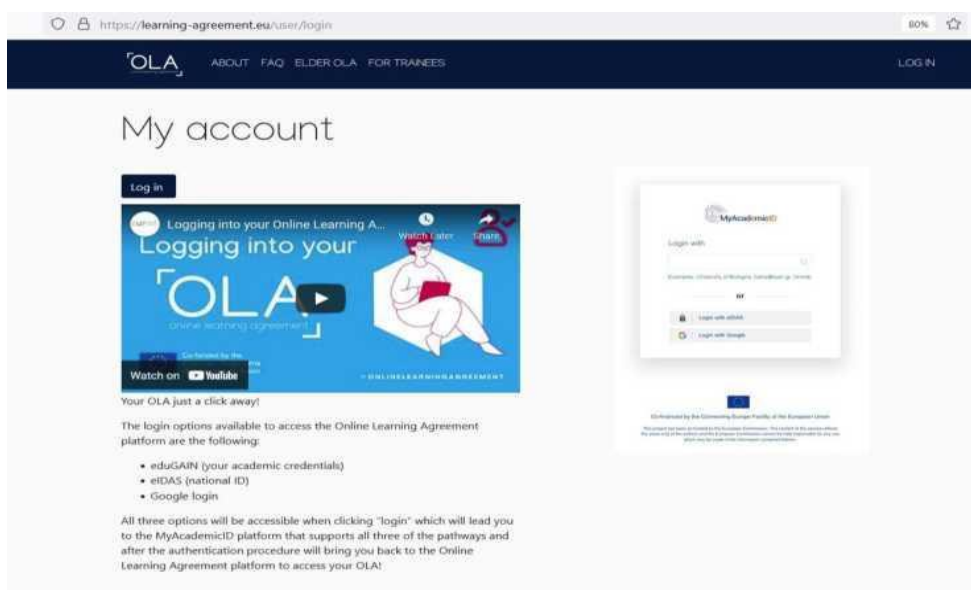 https://learning-agreement.eu/user/login
80%
OLA
ABOUT FAQ ELDER OLA FOR TRAINEES
LOG IN
My account
Log in
Logging into your Online Learning A...
Watch Later
Share
Logging into your
OLA
online learning agreement
Co-funded by the
Watch on YouTube
#ONLINELEARNINGAGREEMENT
Your OLA just a click away!
The login options available to access the Online Learning Agreement
platform are the following:
• eduGAIN (your academic credentials)
• eIDAS (national ID)
• Google login
All three options will be accessible when clicking "login" which will lead you
to the MyAcademicID platform that supports all three of the pathways and
after the authentication procedure will bring you back to the Online
Learning Agreement platform to access your OLA!
MyAcademicID
Login with
or
Login with eIDAS
Login with Google
Co-financed by the Connecting Europe Facility of the European Union